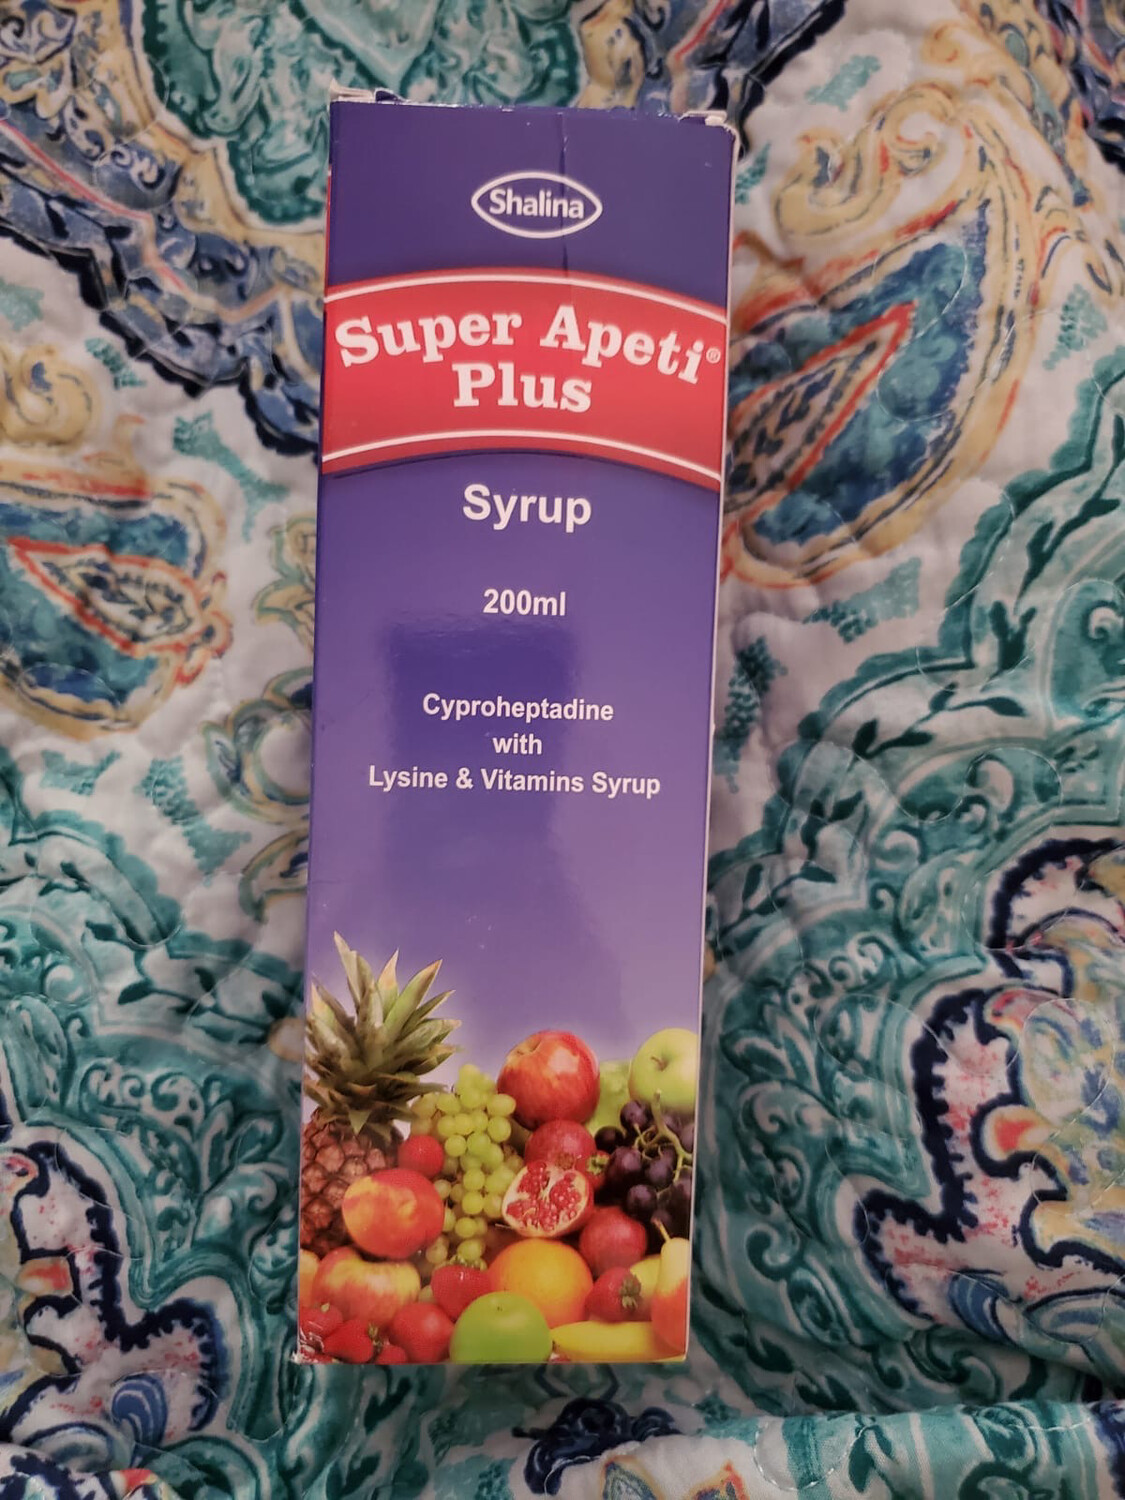 Shalina
Super Apeti®
Plus
Syrup
200ml
Cyproheptadine
with
Lysine & Vitamins Syrup